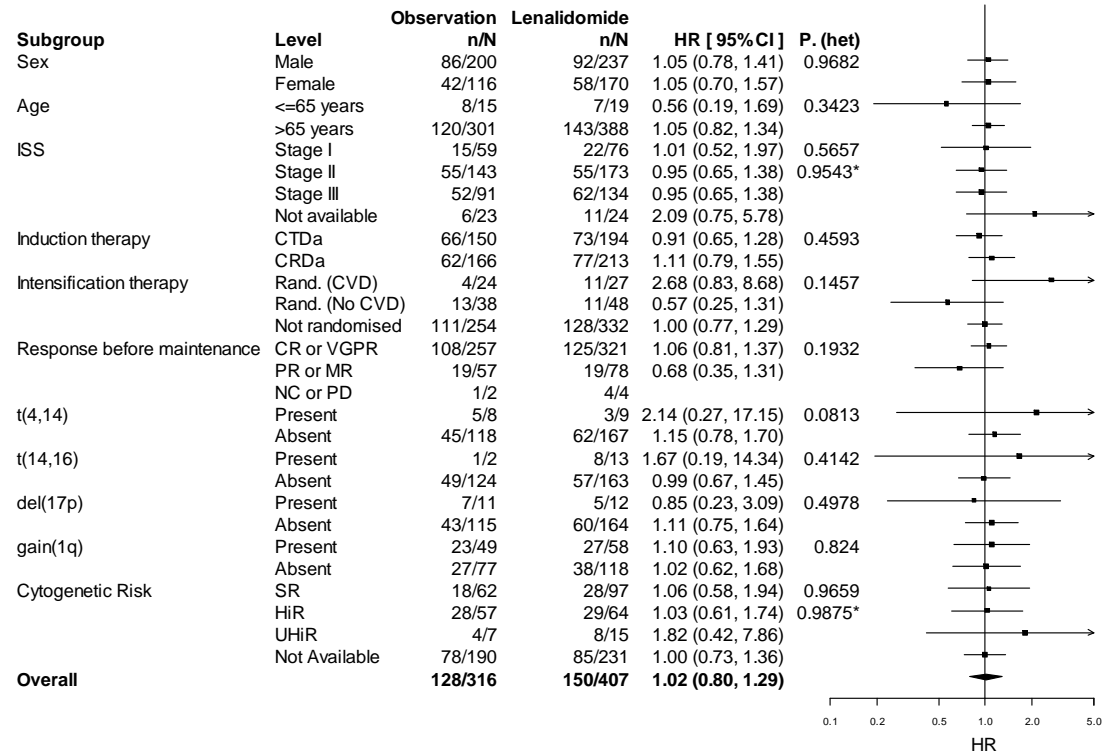 Observation Lenalidomide
Subgroup Level n/N n/N HR [ 95%CI ] P. (het)
Sex Male 86/200 92/237 1.05 (0.78, 1.41) 0.9682
Female 42/116 58/170 1.05 (0.70, 1.57)
Age <=65 years 8/15 7/19 0.56 (0.19, 1.69) 0.3423
>65 years 120/301 143/388 1.05 (0.82, 1.34)
ISS Stage I 15/59 22/76 1.01 (0.52, 1.97) 0.5657
Stage II 55/143 55/173 0.95 (0.65, 1.38) 0.9543*
Stage III 52/91 62/134 0.95 (0.65, 1.38)
Not available 6/23 11/24 2.09 (0.75, 5.78)
Induction therapy CTDa 66/150 73/194 0.91 (0.65, 1.28) 0.4593
CRDa 62/166 77/213 1.11 (0.79, 1.55)
Intensification therapy Rand. (CVD) 4/24 11/27 2.68 (0.83, 8.68) 0.1457
Rand. (No CVD) 13/38 11/48 0.57 (0.25, 1.31)
Not randomised 111/254 128/332 1.00 (0.77, 1.29)
Response before maintenance CR or VGPR 108/257 125/321 1.06 (0.81, 1.37) 0.1932
PR or MR 19/57 19/78 0.68 (0.35, 1.31)
NC or PD 1/2 4/4
t(4,14) Present 5/8 3/9 2.14 (0.27, 17.15) 0.0813
Absent 45/118 62/167 1.15 (0.78, 1.70)
t(14,16) Present 1/2 8/13 1.67 (0.19, 14.34) 0.4142
Absent 49/124 57/163 0.99 (0.67, 1.45)
del(17p) Present 7/11 5/12 0.85 (0.23, 3.09) 0.4978
Absent 43/115 60/164 1.11 (0.75, 1.64)
gain(1q) Present 23/49 27/58 1.10 (0.63, 1.93) 0.824
Absent 27/77 38/118 1.02 (0.62, 1.68)
Cytogenetic Risk SR 18/62 28/97 1.06 (0.58, 1.94) 0.9659
HiR 28/57 29/64 1.03 (0.61, 1.74) 0.9875*
UHiR 4/7 8/15 1.82 (0.42, 7.86)
Not Available 78/190 85/231 1.00 (0.73, 1.36)
Overall 128/316 150/407 1.02 (0.80, 1.29)
0.1 0.2 0.5 1.0 2.0 5.0
HR